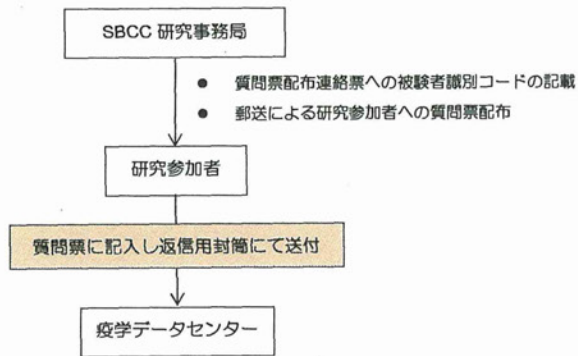 SBCC 研究事務局
● 質問票配布連絡票への被験者識別コードの記載
● 郵送による研究参加者への質問票配布
研究参加者
質問票に記入し返信用封筒にて送付
疫学データセンター